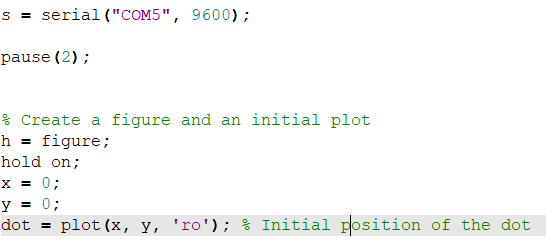 s = serial("COM5", 9600);
pause(2);
% Create a figure and an initial plot
h = figure;
hold on;
x = 0;
y = 0;
dot = plot(x, y, 'ro'); % Initial position of the dot